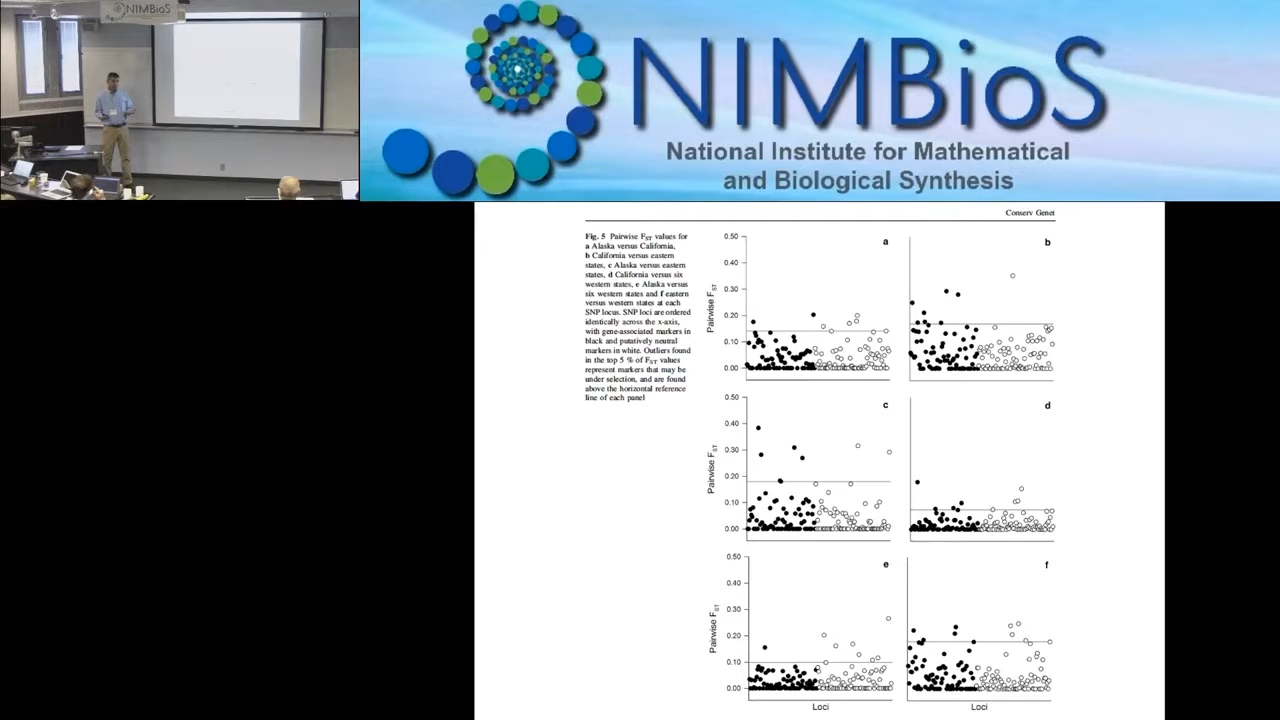 NIMBioS
NIMBioS
National Institute for Mathematical
and Biological Synthesis
Conserv Genet
Fig. 5 Pairwise FST values for
a Alaska versus California,
b California versus eastern
states, c Alaska versus eastern
states, d California versus six
western states, e Alaska versus
six western states and f eastern
versus western states at each
SNP locus. SNP loci are ordered
identically across the x-axis,
with gene-associated markers in
black and putatively neutral
markers in white. Outliers found
in the top 5 % of FST values
represent markers that may be
under selection, and are found
above the horizontal reference
line of each panel
a
Pairwise FST
0.50
0.40
0.30
0.20
0.10
0.00
b
c
Pairwise FST
0.50
0.40
0.30
0.20
0.10
0.00
d
e
Pairwise FST
0.50
0.40
0.30
0.20
0.10
0.00
Loci
f
Loci